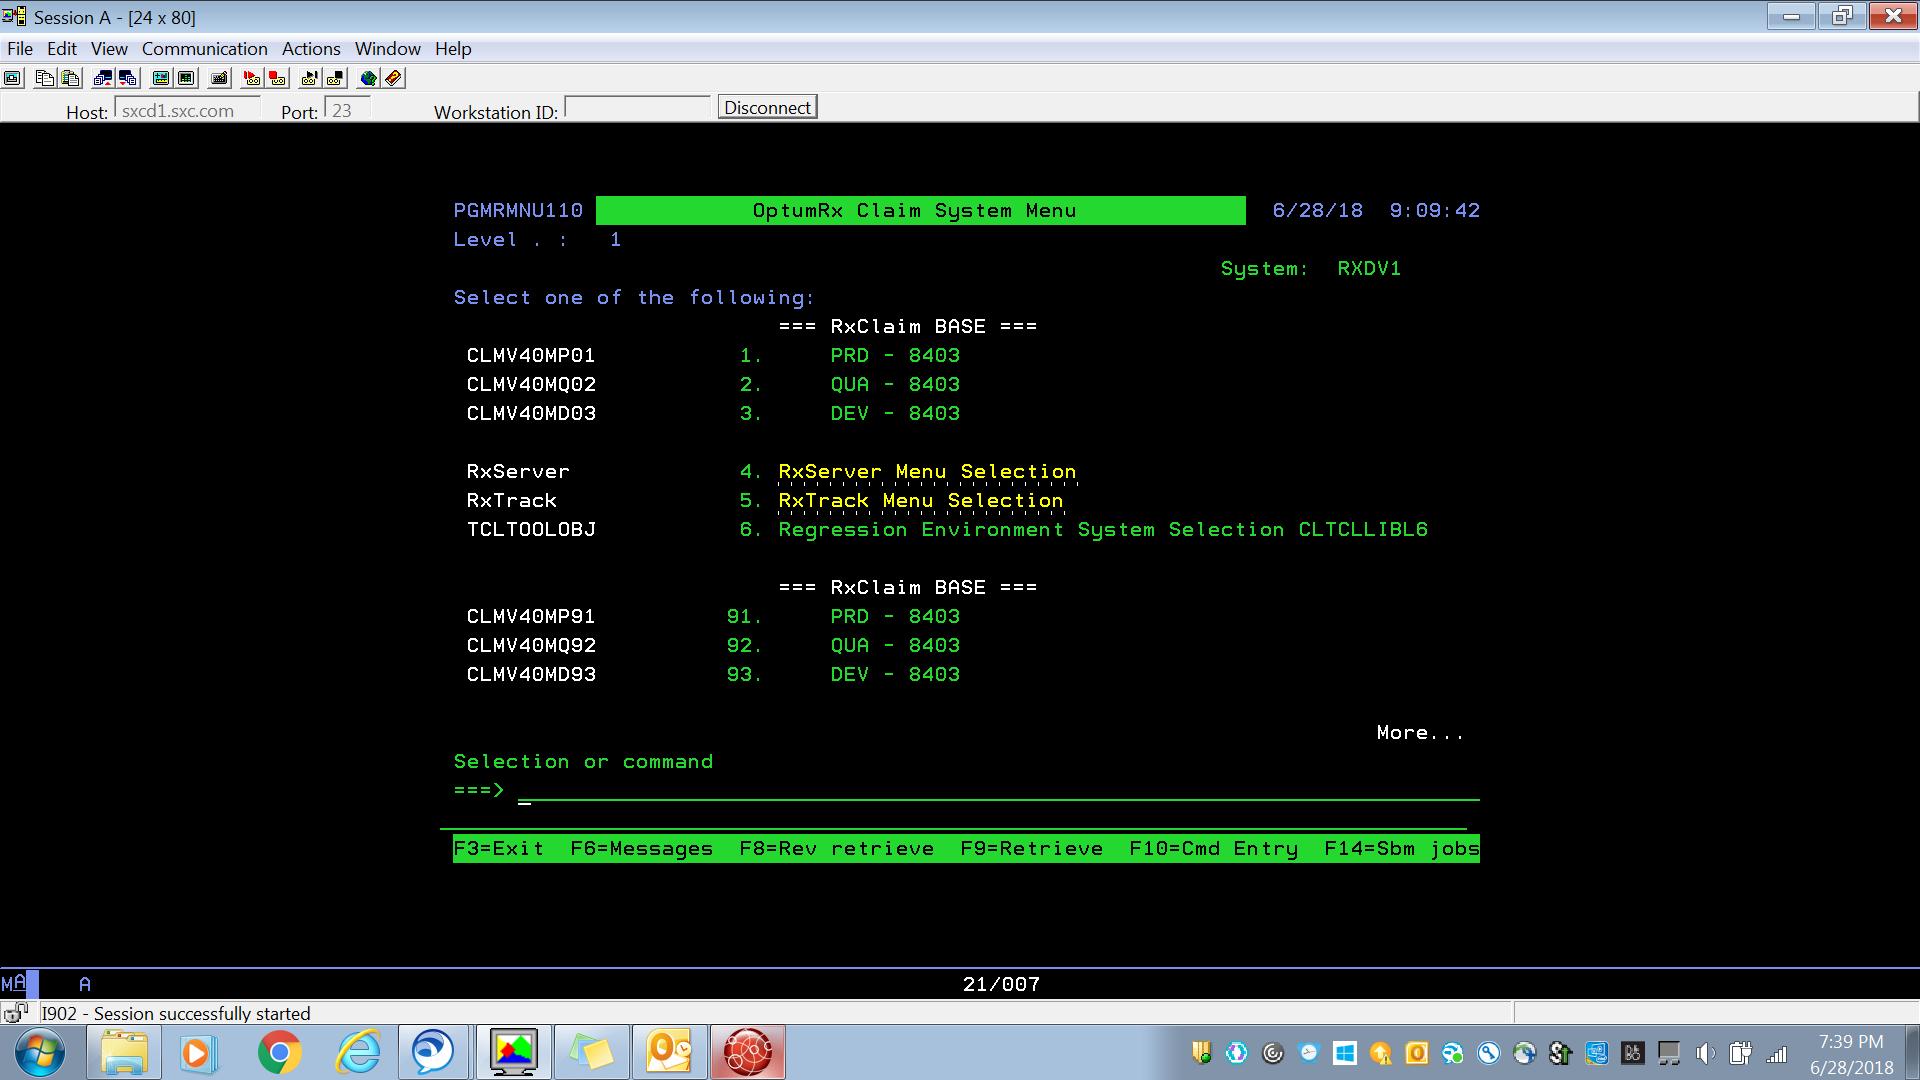 Session A - [24 x 80]
File Edit View Communication Actions Window Help
Host: sxcd1.sxc.com Port: 23 Workstation ID: Disconnect
PGMRMNU110 OptumRx Claim System Menu 6/28/18 9:09:42
Level . : 1
System: RXDV1
Select one of the following:
=== RxClaim BASE ===
CLMV40MP01 1. PRD - 8403
CLMV40MQ02 2. QUA - 8403
CLMV40MD03 3. DEV - 8403
RxServer 4. RxServer Menu Selection
RxTrack 5. RxTrack Menu Selection
TCLTOOLOBJ 6. Regression Environment System Selection CLTCLLIBL6
=== RxClaim BASE ===
CLMV40MP91 91. PRD - 8403
CLMV40MQ92 92. QUA - 8403
CLMV40MD93 93. DEV - 8403
More...
Selection or command
===>
F3=Exit F6=Messages F8=Rev retrieve F9=Retrieve F10=Cmd Entry F14=Sbm jobs
MA A 21/007
I902 - Session successfully started
7:39 PM
6/28/2018